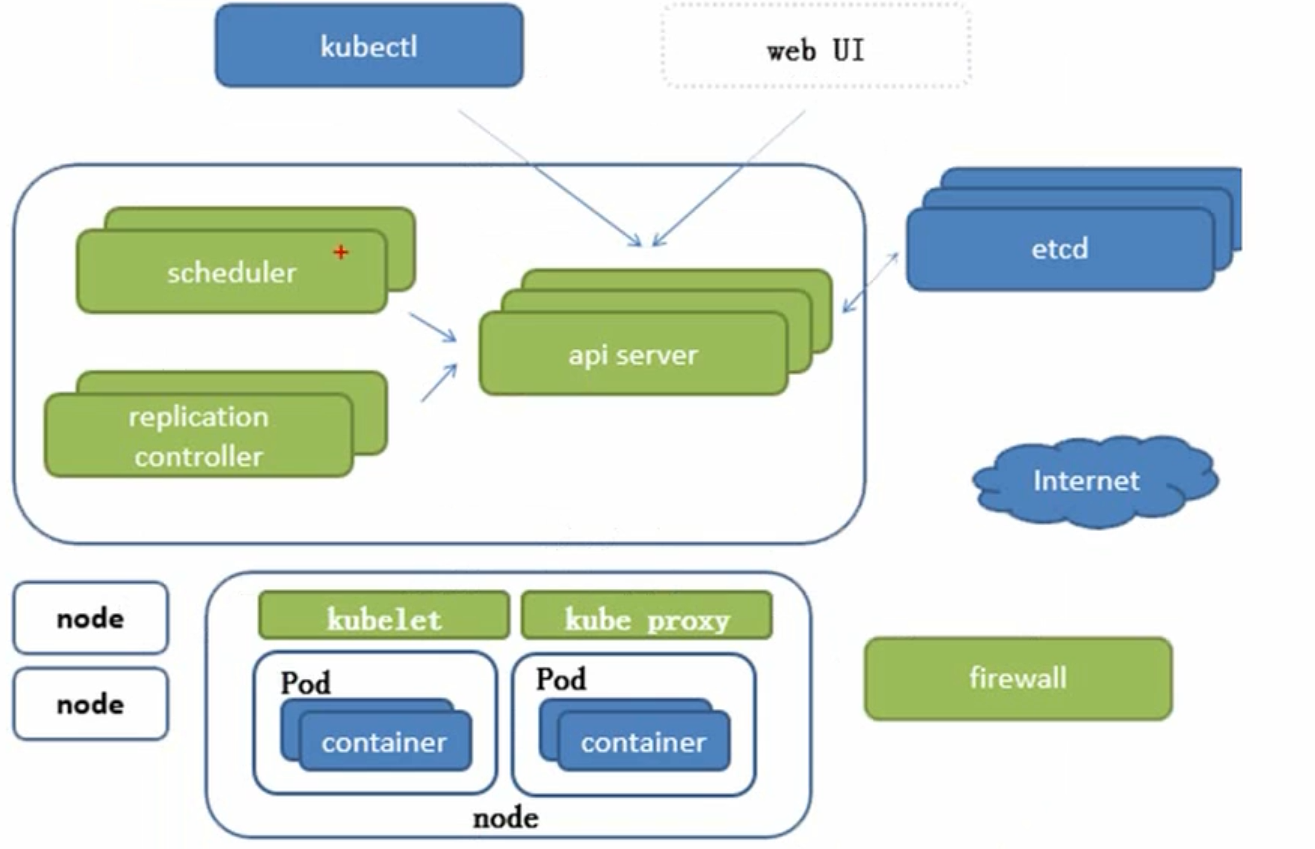 kubectl
web UI
scheduler
etcd
api server
replication
controller
Internet
node
kubelet
kube proxy
node
Pod
Pod
container
container
firewall
node